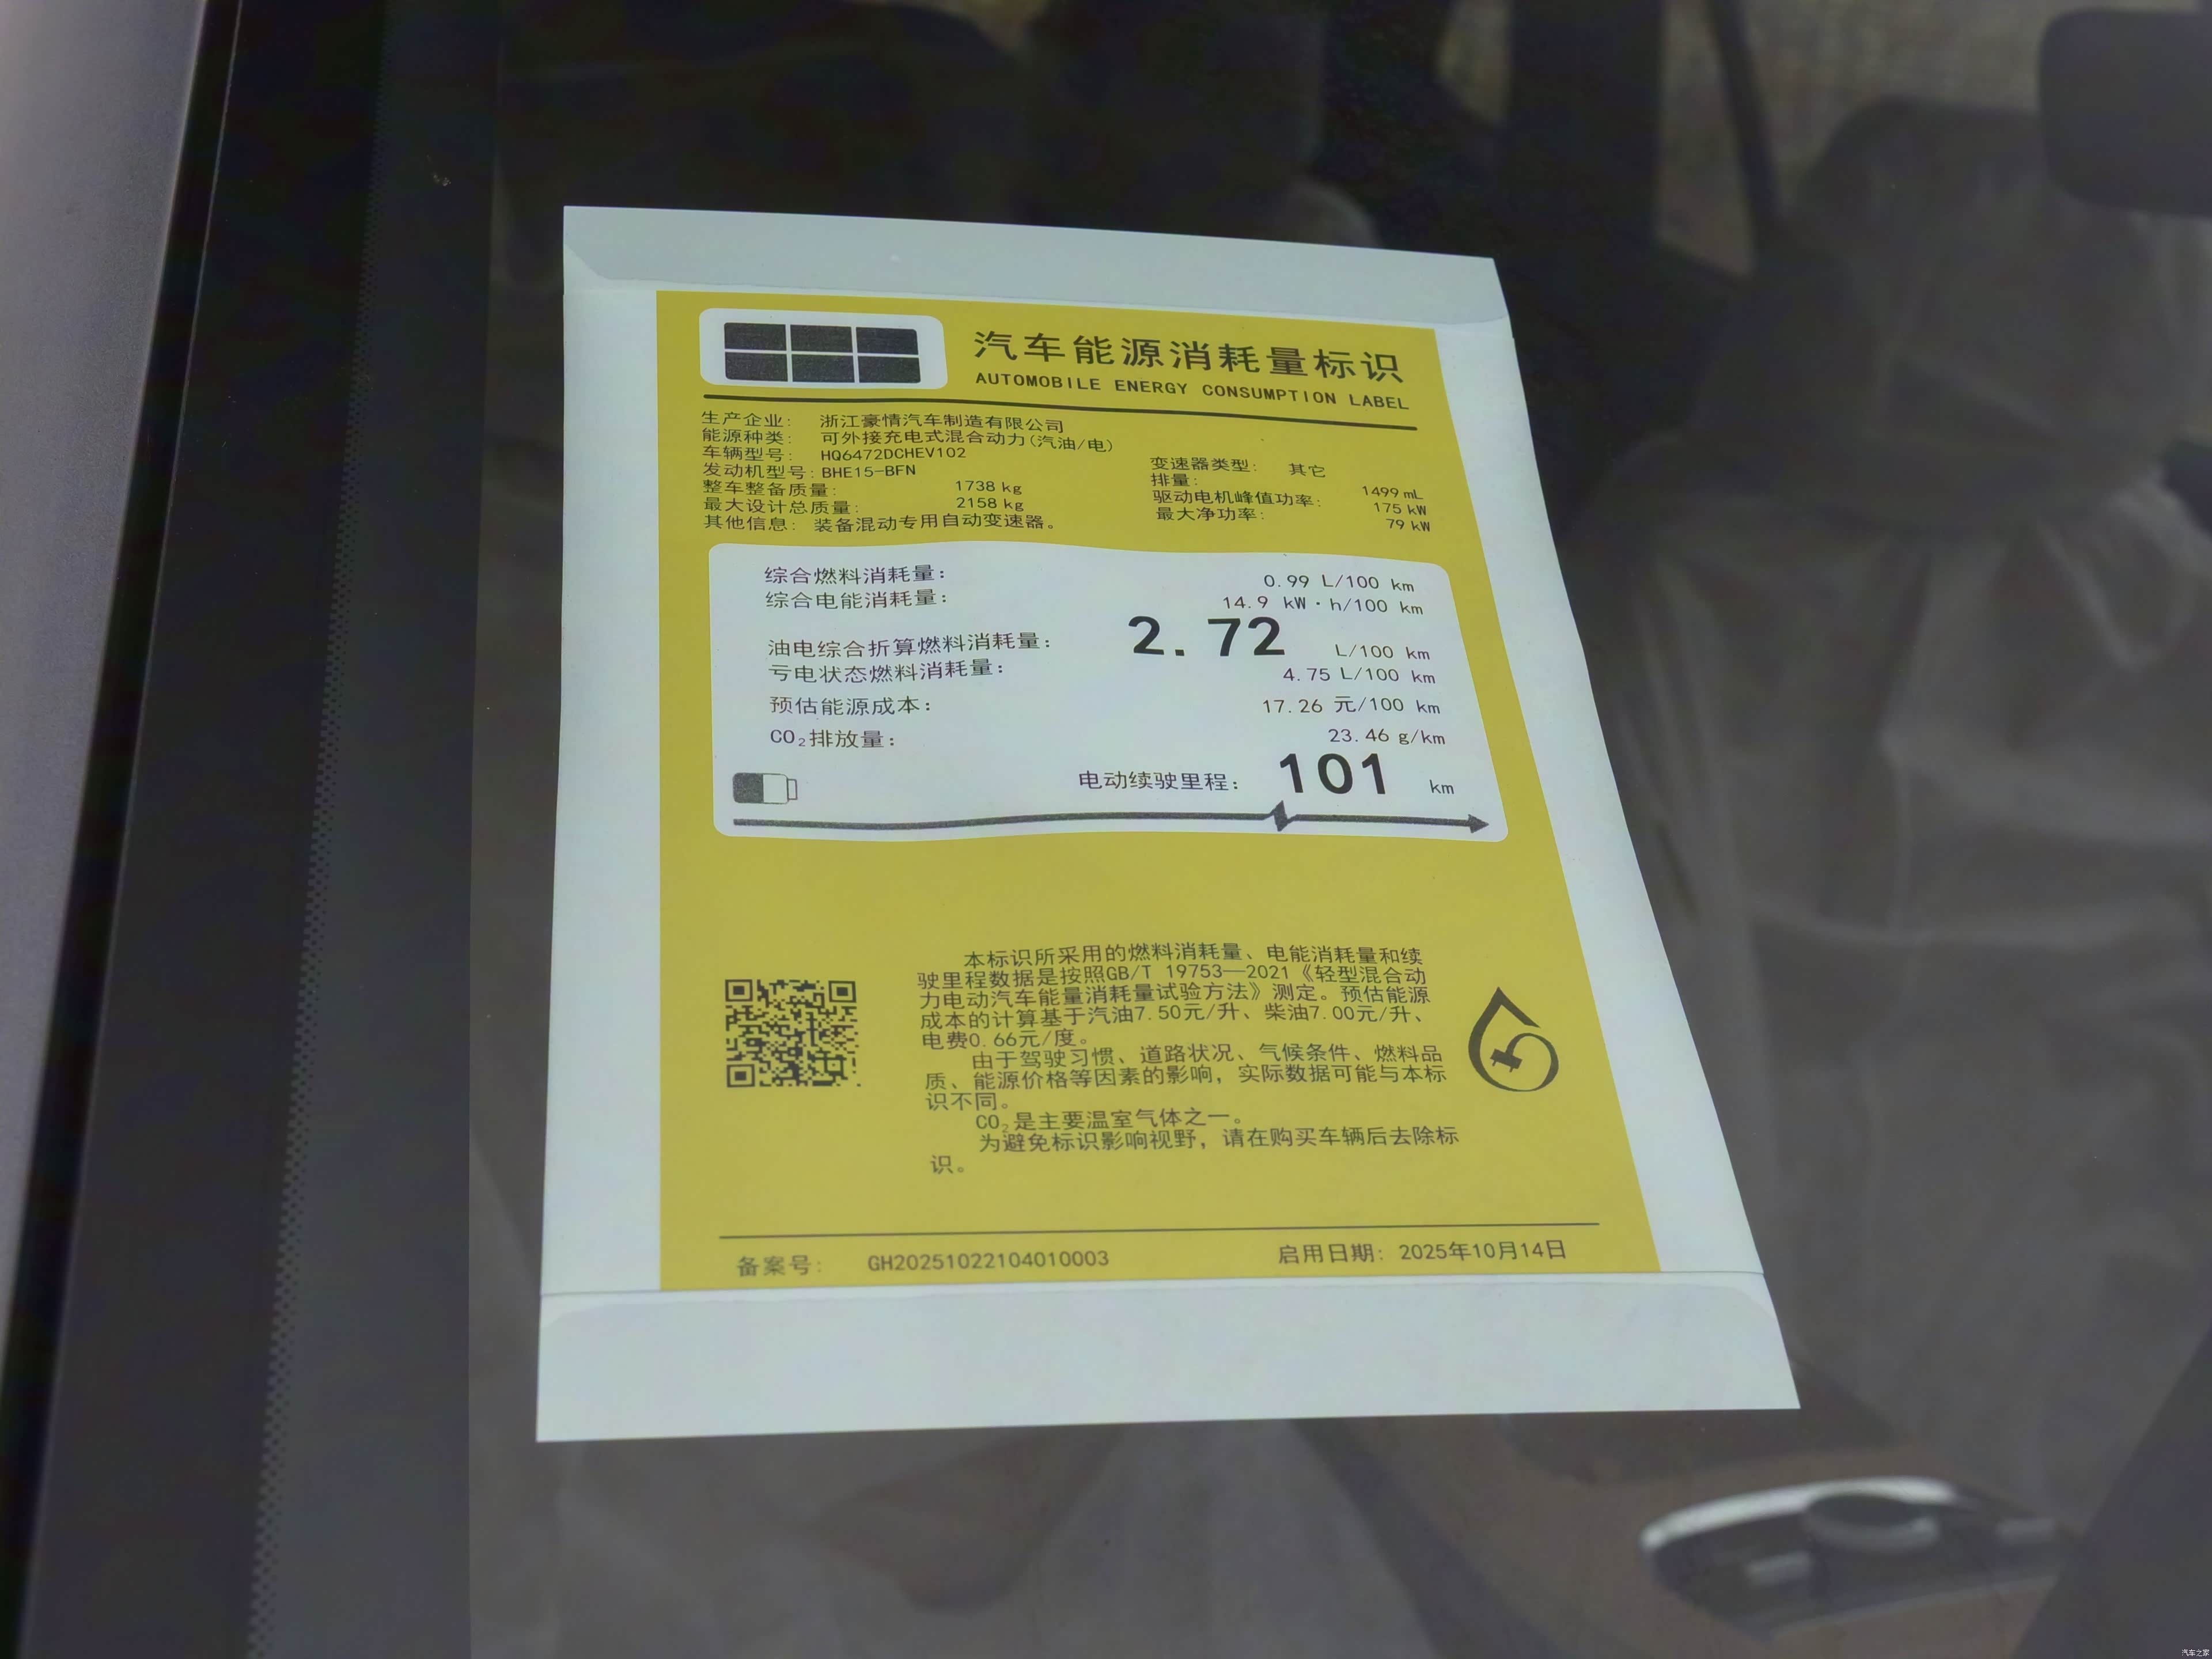 汽车能源消耗量标识
AUTOMOBILE ENERGY CONSUMPTION LABEL
生产企业: 浙江豪情汽车制造有限公司
能源种类: 可外接充电式混合动力(汽油/电)
车辆型号: HQ6472DCHEV102
变速器类型: 其它
发动机型号: BHE15-BFN
排量: 1499 mL
整车整备质量: 1738 kg
驱动电机峰值功率: 175 kW
最大设计总质量: 2158 kg
最大净功率: 79 kW
其他信息: 装备混动专用自动变速器。
综合燃料消耗量: 0.99 L/100 km
综合电能消耗量: 14.9 kW·h/100 km
油电综合折算燃料消耗量: 2.72 L/100 km
亏电状态燃料消耗量: 4.75 L/100 km
预估能源成本: 17.26 元/100 km
CO₂排放量: 23.46 g/km
电动续驶里程: 101 km
本标识所采用的燃料消耗量、电能消耗量和续
驶里程数据是按照GB/T 19753—2021《轻型混合动
力电动汽车能量消耗量试验方法》测定。预估能源
成本的计算基于汽油7.50元/升、柴油7.00元/升、
电费0.66元/度。
由于驾驶习惯、道路状况、气候条件、燃料品
质、能源价格等因素的影响，实际数据可能与本标
识不同。
CO₂是主要温室气体之一。
为避免标识影响视野，请在购买车辆后去除标
识。
备案号: GH20251022104010003 启用日期: 2025年10月14日
汽车之家